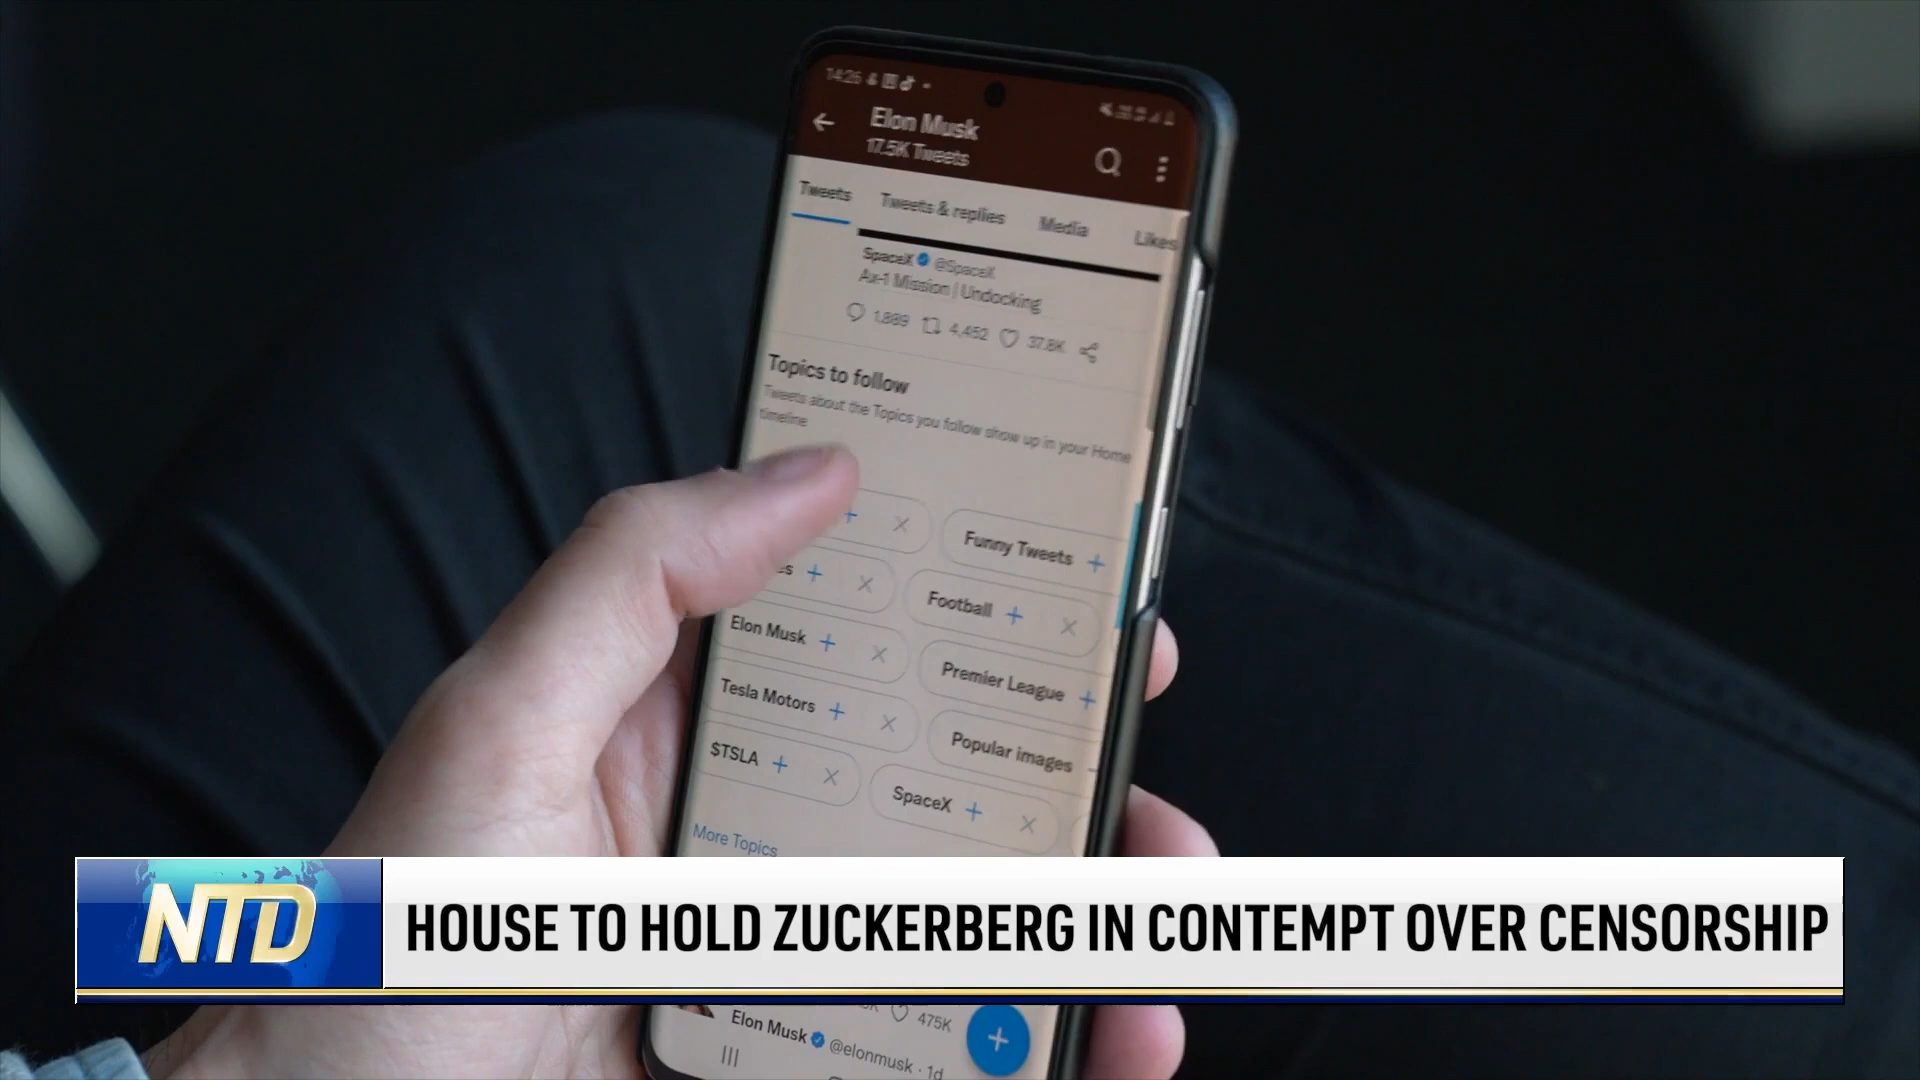 14:26
Elon Musk
17.5K Tweets
Tweets Tweets & replies Media Likes
SpaceX @SpaceX
Ax-1 Mission | Undocking
1,889 4,452 37.8K
Topics to follow
Tweets about the Topics you follow show up in your Home
timeline
Funny Tweets
Football
Elon Musk
Premier League
Tesla Motors
Popular images
$TSLA
SpaceX
More Topics
NTD
HOUSE TO HOLD ZUCKERBERG IN CONTEMPT OVER CENSORSHIP
475K
Elon Musk @elonmusk · 1d